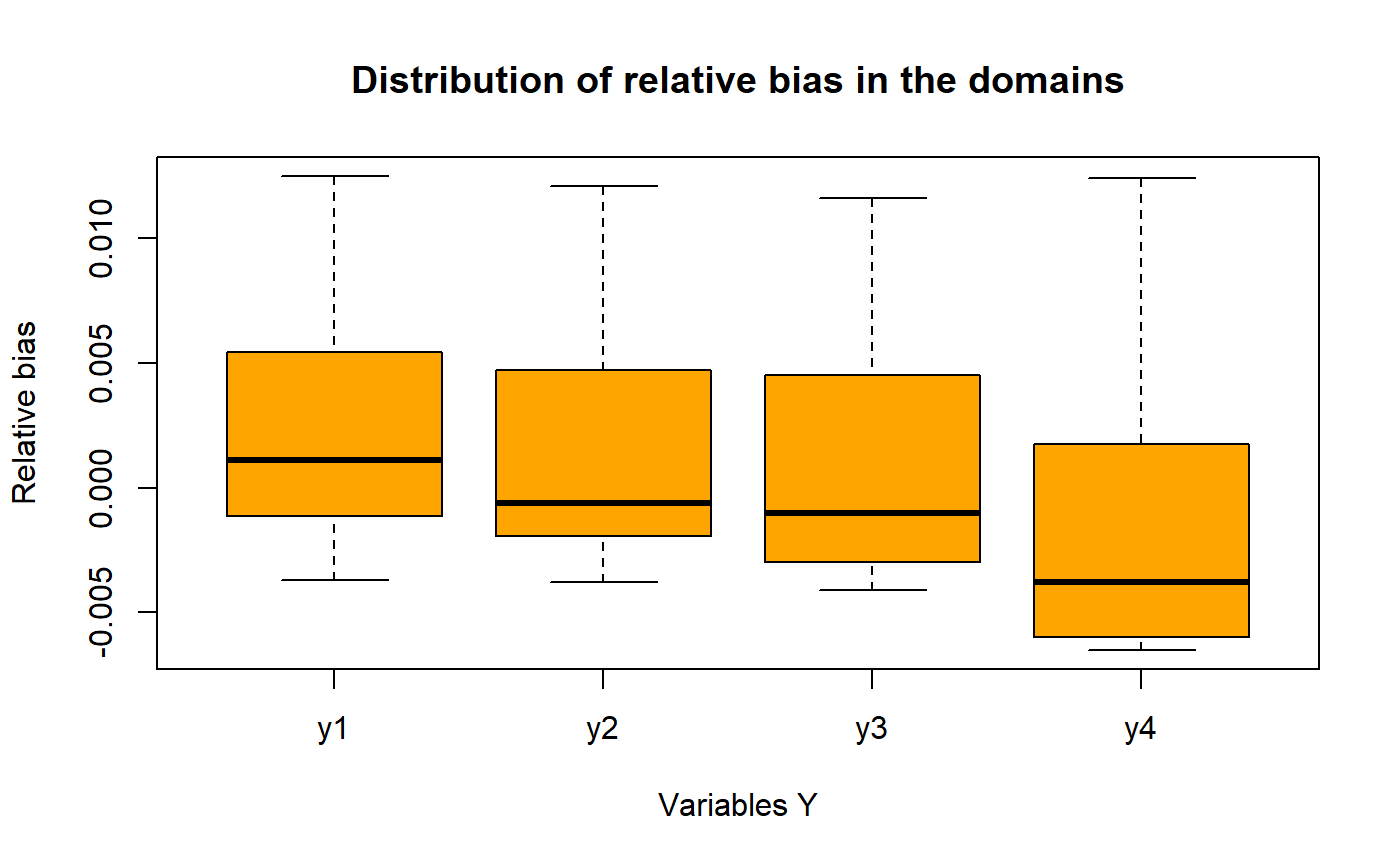 Distribution of relative bias in the domains
Relative bias
0.010
0.005
0.000
-0.005
y1 y2 y3 y4
Variables Y